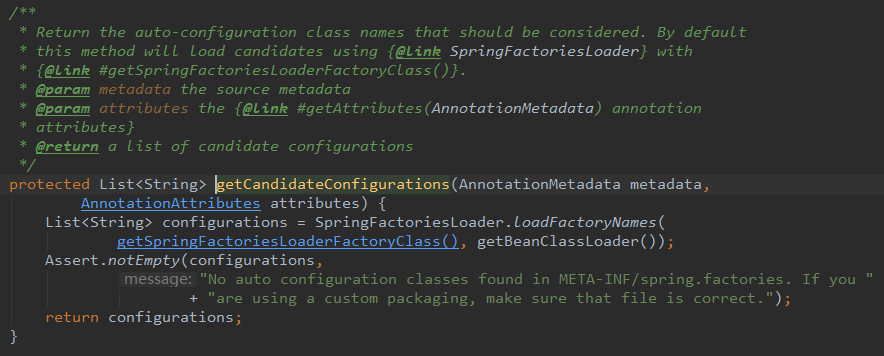 /**
 * Return the auto-configuration class names that should be considered. By default
 * this method will load candidates using {@link SpringFactoriesLoader} with
 * {@link #getSpringFactoriesLoaderFactoryClass()}.
 * @param metadata the source metadata
 * @param attributes the {@link #getAttributes(AnnotationMetadata) annotation
 * attributes}
 * @return a list of candidate configurations
 */
protected List<String> getCandidateConfigurations(AnnotationMetadata metadata,
        AnnotationAttributes attributes) {
    List<String> configurations = SpringFactoriesLoader.loadFactoryNames(
            getSpringFactoriesLoaderFactoryClass(), getBeanClassLoader());
    Assert.notEmpty(configurations,
            message: "No auto configuration classes found in META-INF/spring.factories. If you "
                    + "are using a custom packaging, make sure that file is correct.");
    return configurations;
}